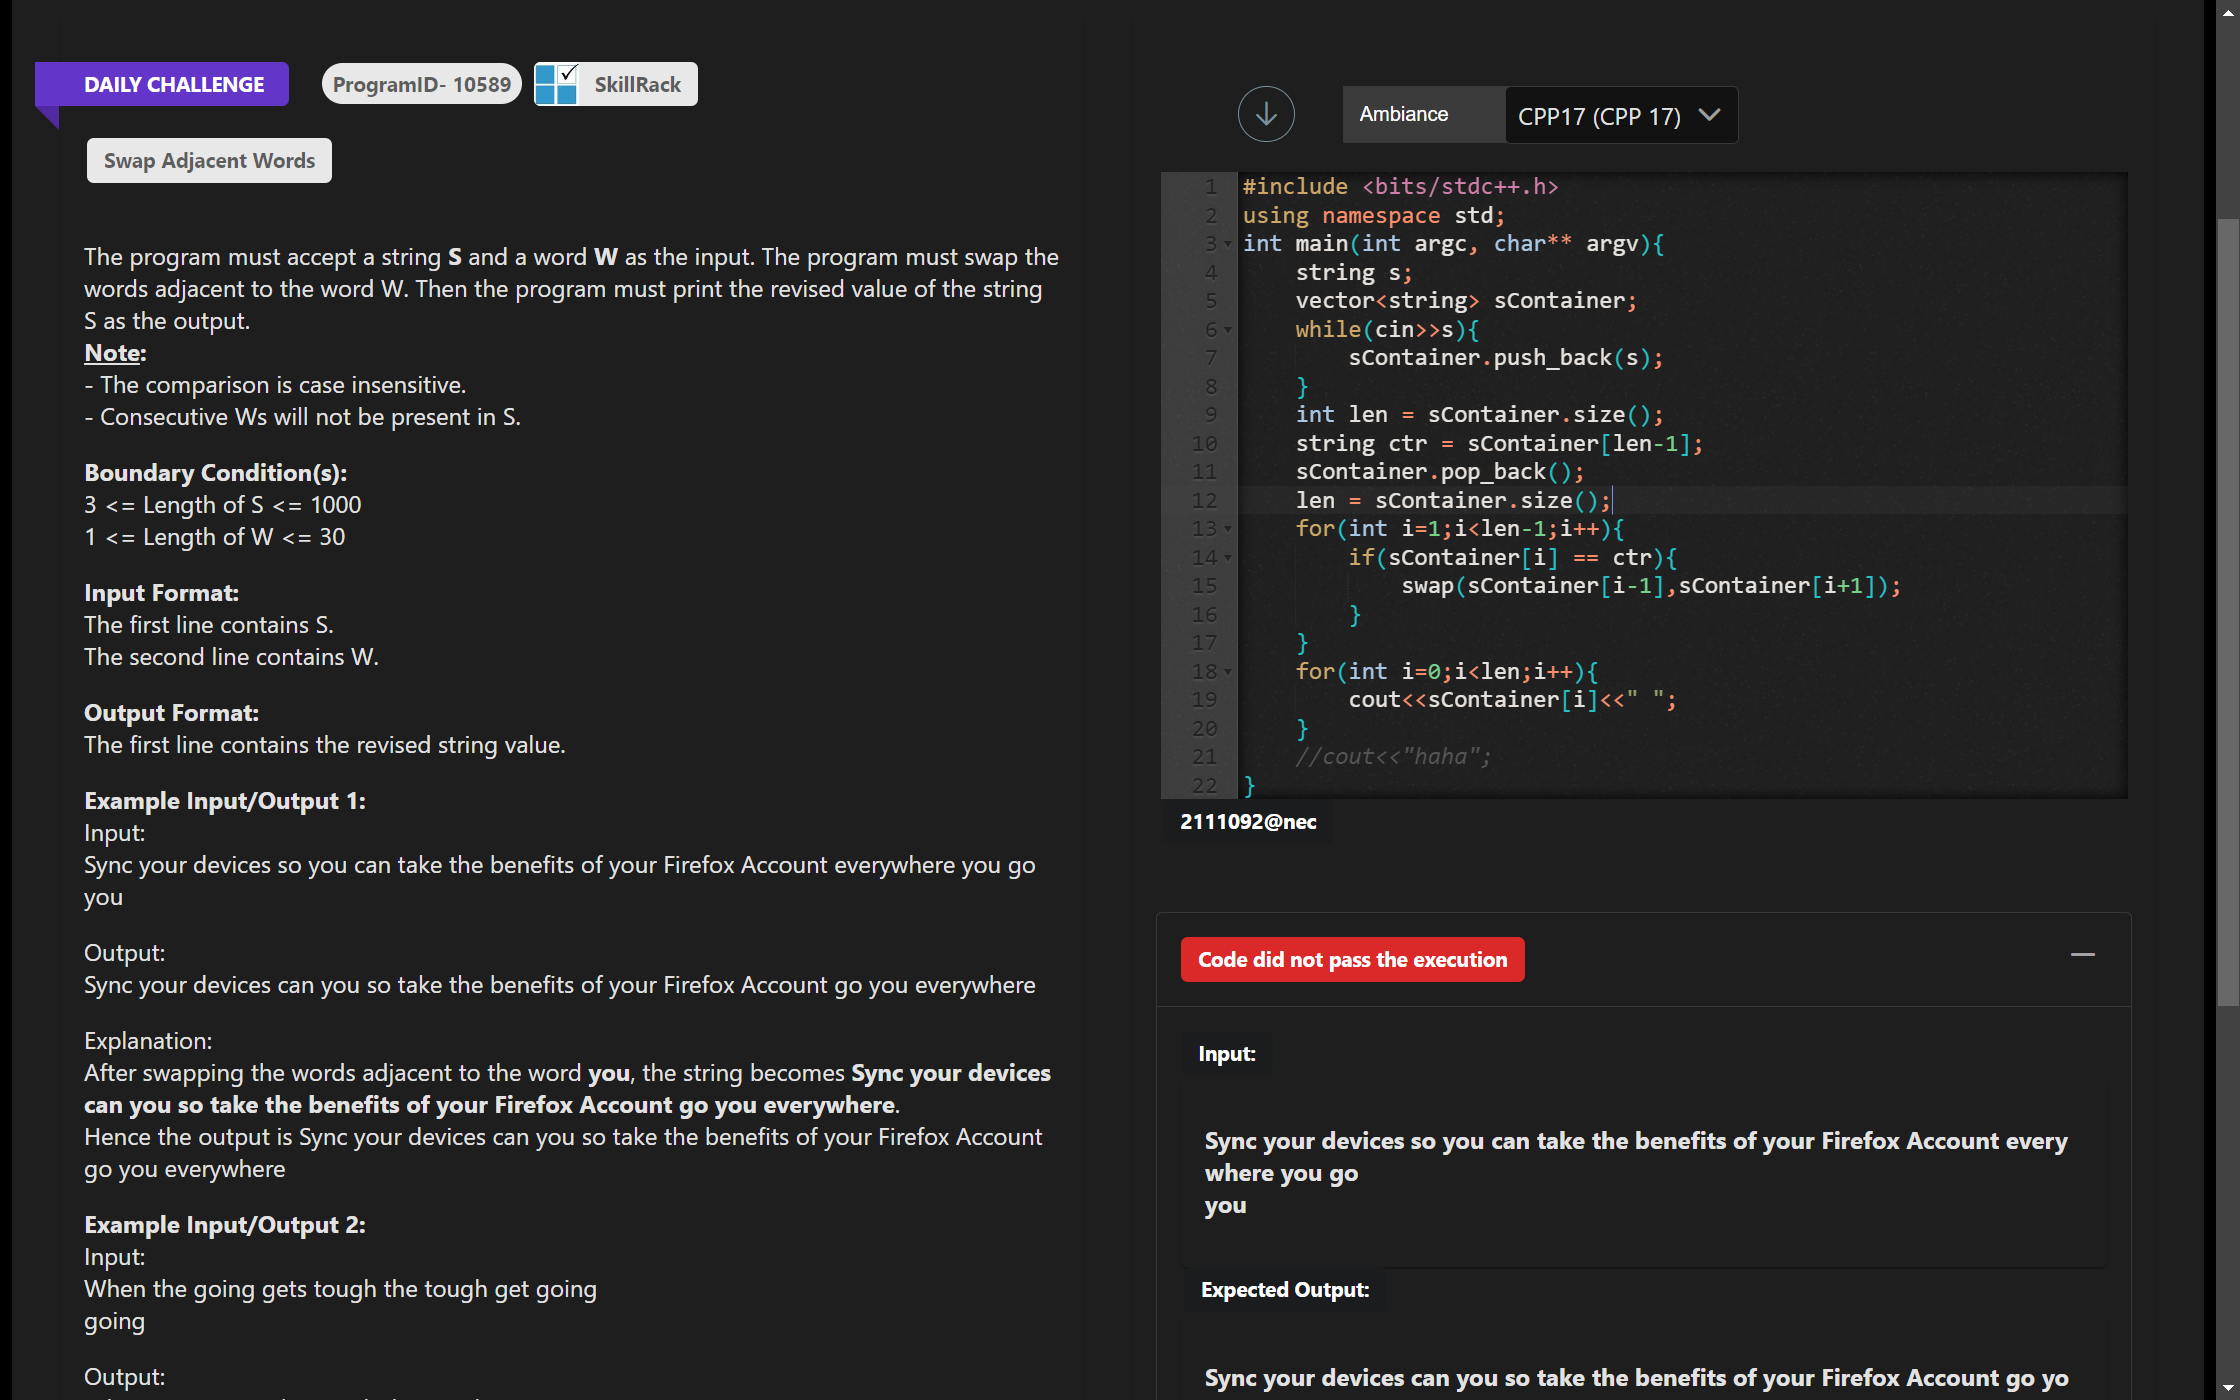 DAILY CHALLENGE
ProgramID- 10589
SkillRack
Swap Adjacent Words
The program must accept a string S and a word W as the input. The program must swap the
words adjacent to the word W. Then the program must print the revised value of the string
S as the output.
Note:
- The comparison is case insensitive.
- Consecutive Ws will not be present in S.
Boundary Condition(s):
3 <= Length of S <= 1000
1 <= Length of W <= 30
Input Format:
The first line contains S.
The second line contains W.
Output Format:
The first line contains the revised string value.
Example Input/Output 1:
Input:
Sync your devices so you can take the benefits of your Firefox Account everywhere you go
you
Output:
Sync your devices can you so take the benefits of your Firefox Account go you everywhere
Explanation:
After swapping the words adjacent to the word you, the string becomes Sync your devices
can you so take the benefits of your Firefox Account go you everywhere.
Hence the output is Sync your devices can you so take the benefits of your Firefox Account
go you everywhere
Example Input/Output 2:
Input:
When the going gets tough the tough get going
going
Output:
Ambiance
CPP17 (CPP 17)
1 #include <bits/stdc++.h>
2 using namespace std;
3 int main(int argc, char** argv){
4 string s;
5 vector<string> sContainer;
6 while(cin>>s){
7 sContainer.push_back(s);
8 }
9 int len = sContainer.size();
10 string ctr = sContainer[len-1];
11 sContainer.pop_back();
12 len = sContainer.size();
13 for(int i=1;i<len-1;i++){
14 if(sContainer[i] == ctr){
15 swap(sContainer[i-1],sContainer[i+1]);
16 }
17 }
18 for(int i=0;i<len;i++){
19 cout<<sContainer[i]<<" ";
20 }
21 //cout<<"haha";
22 }
2111092@nec
Code did not pass the execution
Input:
Sync your devices so you can take the benefits of your Firefox Account every
where you go
you
Expected Output:
Sync your devices can you so take the benefits of your Firefox Account go yo